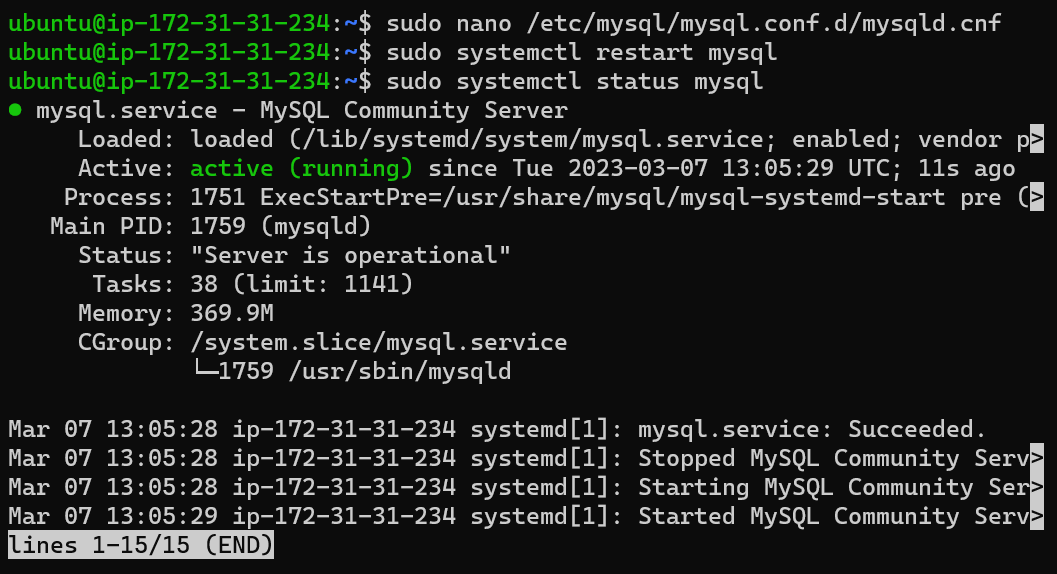 ubuntu@ip-172-31-31-234:~$ sudo nano /etc/mysql/mysql.conf.d/mysqld.cnf
ubuntu@ip-172-31-31-234:~$ sudo systemctl restart mysql
ubuntu@ip-172-31-31-234:~$ sudo systemctl status mysql
● mysql.service - MySQL Community Server
     Loaded: loaded (/lib/systemd/system/mysql.service; enabled; vendor p>
     Active: active (running) since Tue 2023-03-07 13:05:29 UTC; 11s ago
    Process: 1751 ExecStartPre=/usr/share/mysql/mysql-systemd-start pre (>
   Main PID: 1759 (mysqld)
     Status: "Server is operational"
      Tasks: 38 (limit: 1141)
     Memory: 369.9M
     CGroup: /system.slice/mysql.service
             └─1759 /usr/sbin/mysqld

Mar 07 13:05:28 ip-172-31-31-234 systemd[1]: mysql.service: Succeeded.
Mar 07 13:05:28 ip-172-31-31-234 systemd[1]: Stopped MySQL Community Serv>
Mar 07 13:05:28 ip-172-31-31-234 systemd[1]: Starting MySQL Community Ser>
Mar 07 13:05:29 ip-172-31-31-234 systemd[1]: Started MySQL Community Serv>
lines 1-15/15 (END)